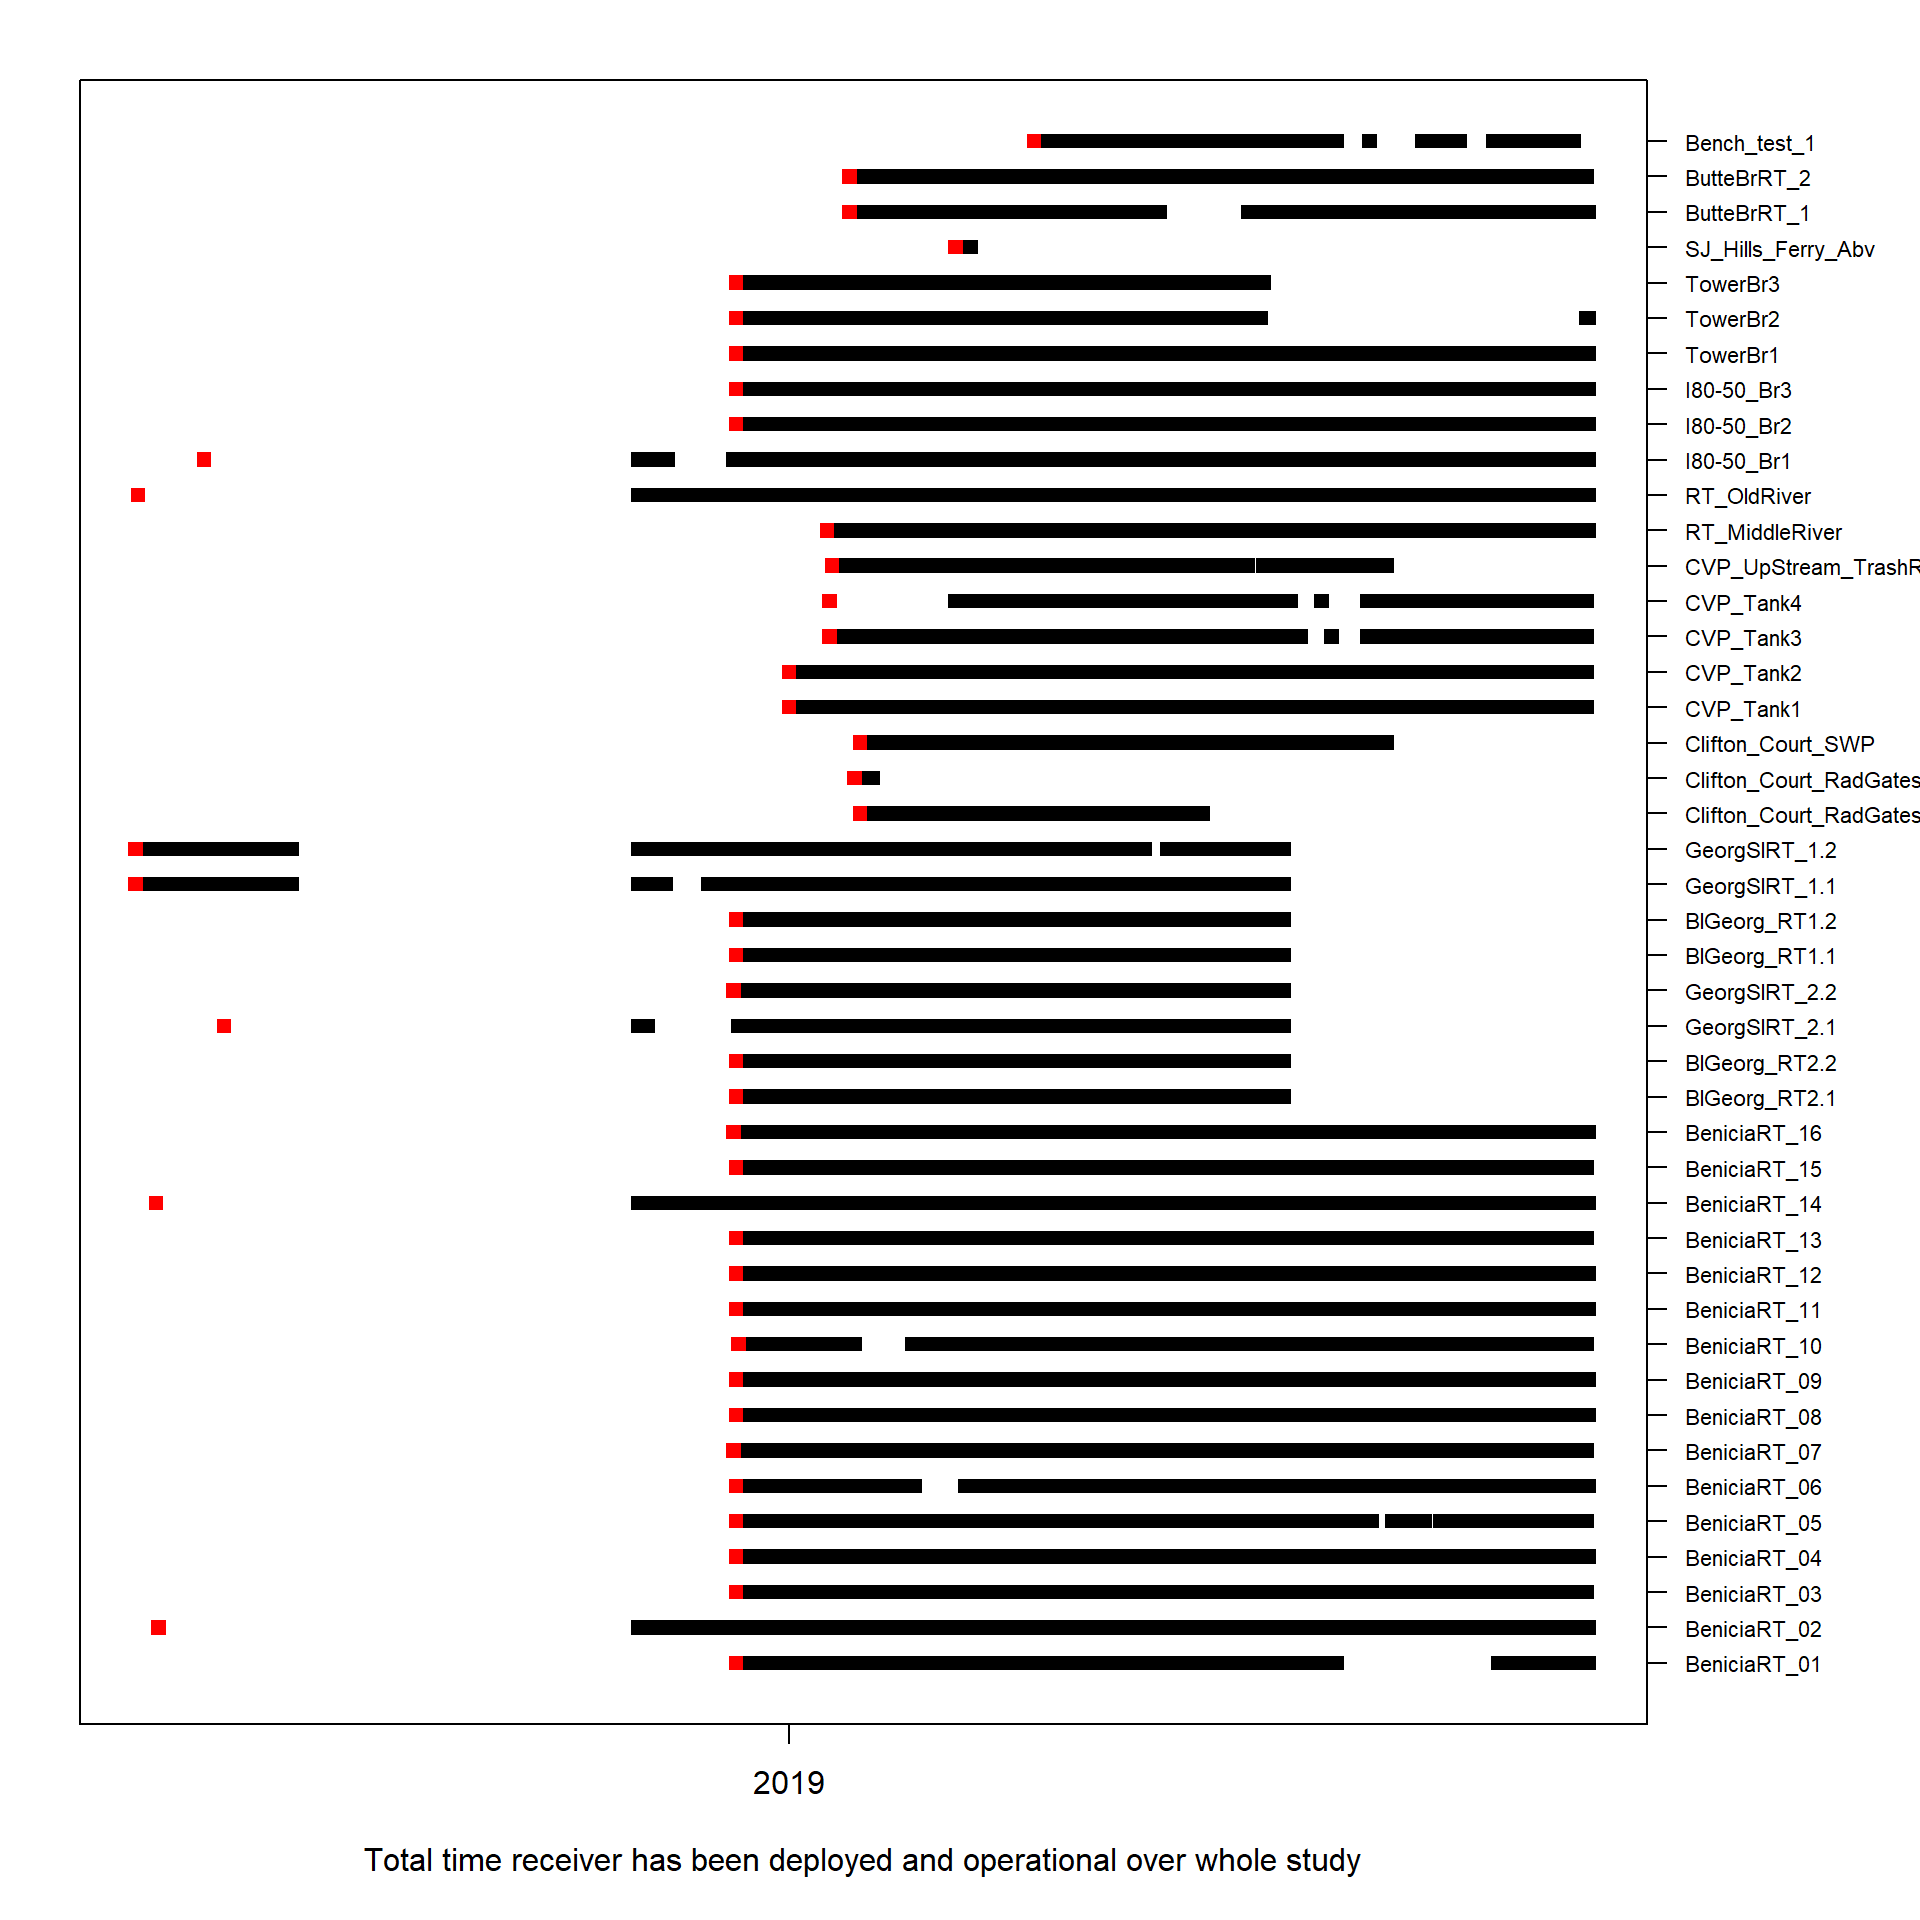 Bench_test_1
ButteBrRT_2
ButteBrRT_1
SJ_Hills_Ferry_Abv
TowerBr3
TowerBr2
TowerBr1
I80-50_Br3
I80-50_Br2
I80-50_Br1
RT_OldRiver
RT_MiddleRiver
CVP_UpStream_TrashR
CVP_Tank4
CVP_Tank3
CVP_Tank2
CVP_Tank1
Clifton_Court_SWP
Clifton_Court_RadGates
Clifton_Court_RadGates
GeorgSlRT_1.2
GeorgSlRT_1.1
BlGeorg_RT1.2
BlGeorg_RT1.1
GeorgSlRT_2.2
GeorgSlRT_2.1
BlGeorg_RT2.2
BlGeorg_RT2.1
BeniciaRT_16
BeniciaRT_15
BeniciaRT_14
BeniciaRT_13
BeniciaRT_12
BeniciaRT_11
BeniciaRT_10
BeniciaRT_09
BeniciaRT_08
BeniciaRT_07
BeniciaRT_06
BeniciaRT_05
BeniciaRT_04
BeniciaRT_03
BeniciaRT_02
BeniciaRT_01
2019
Total time receiver has been deployed and operational over whole study